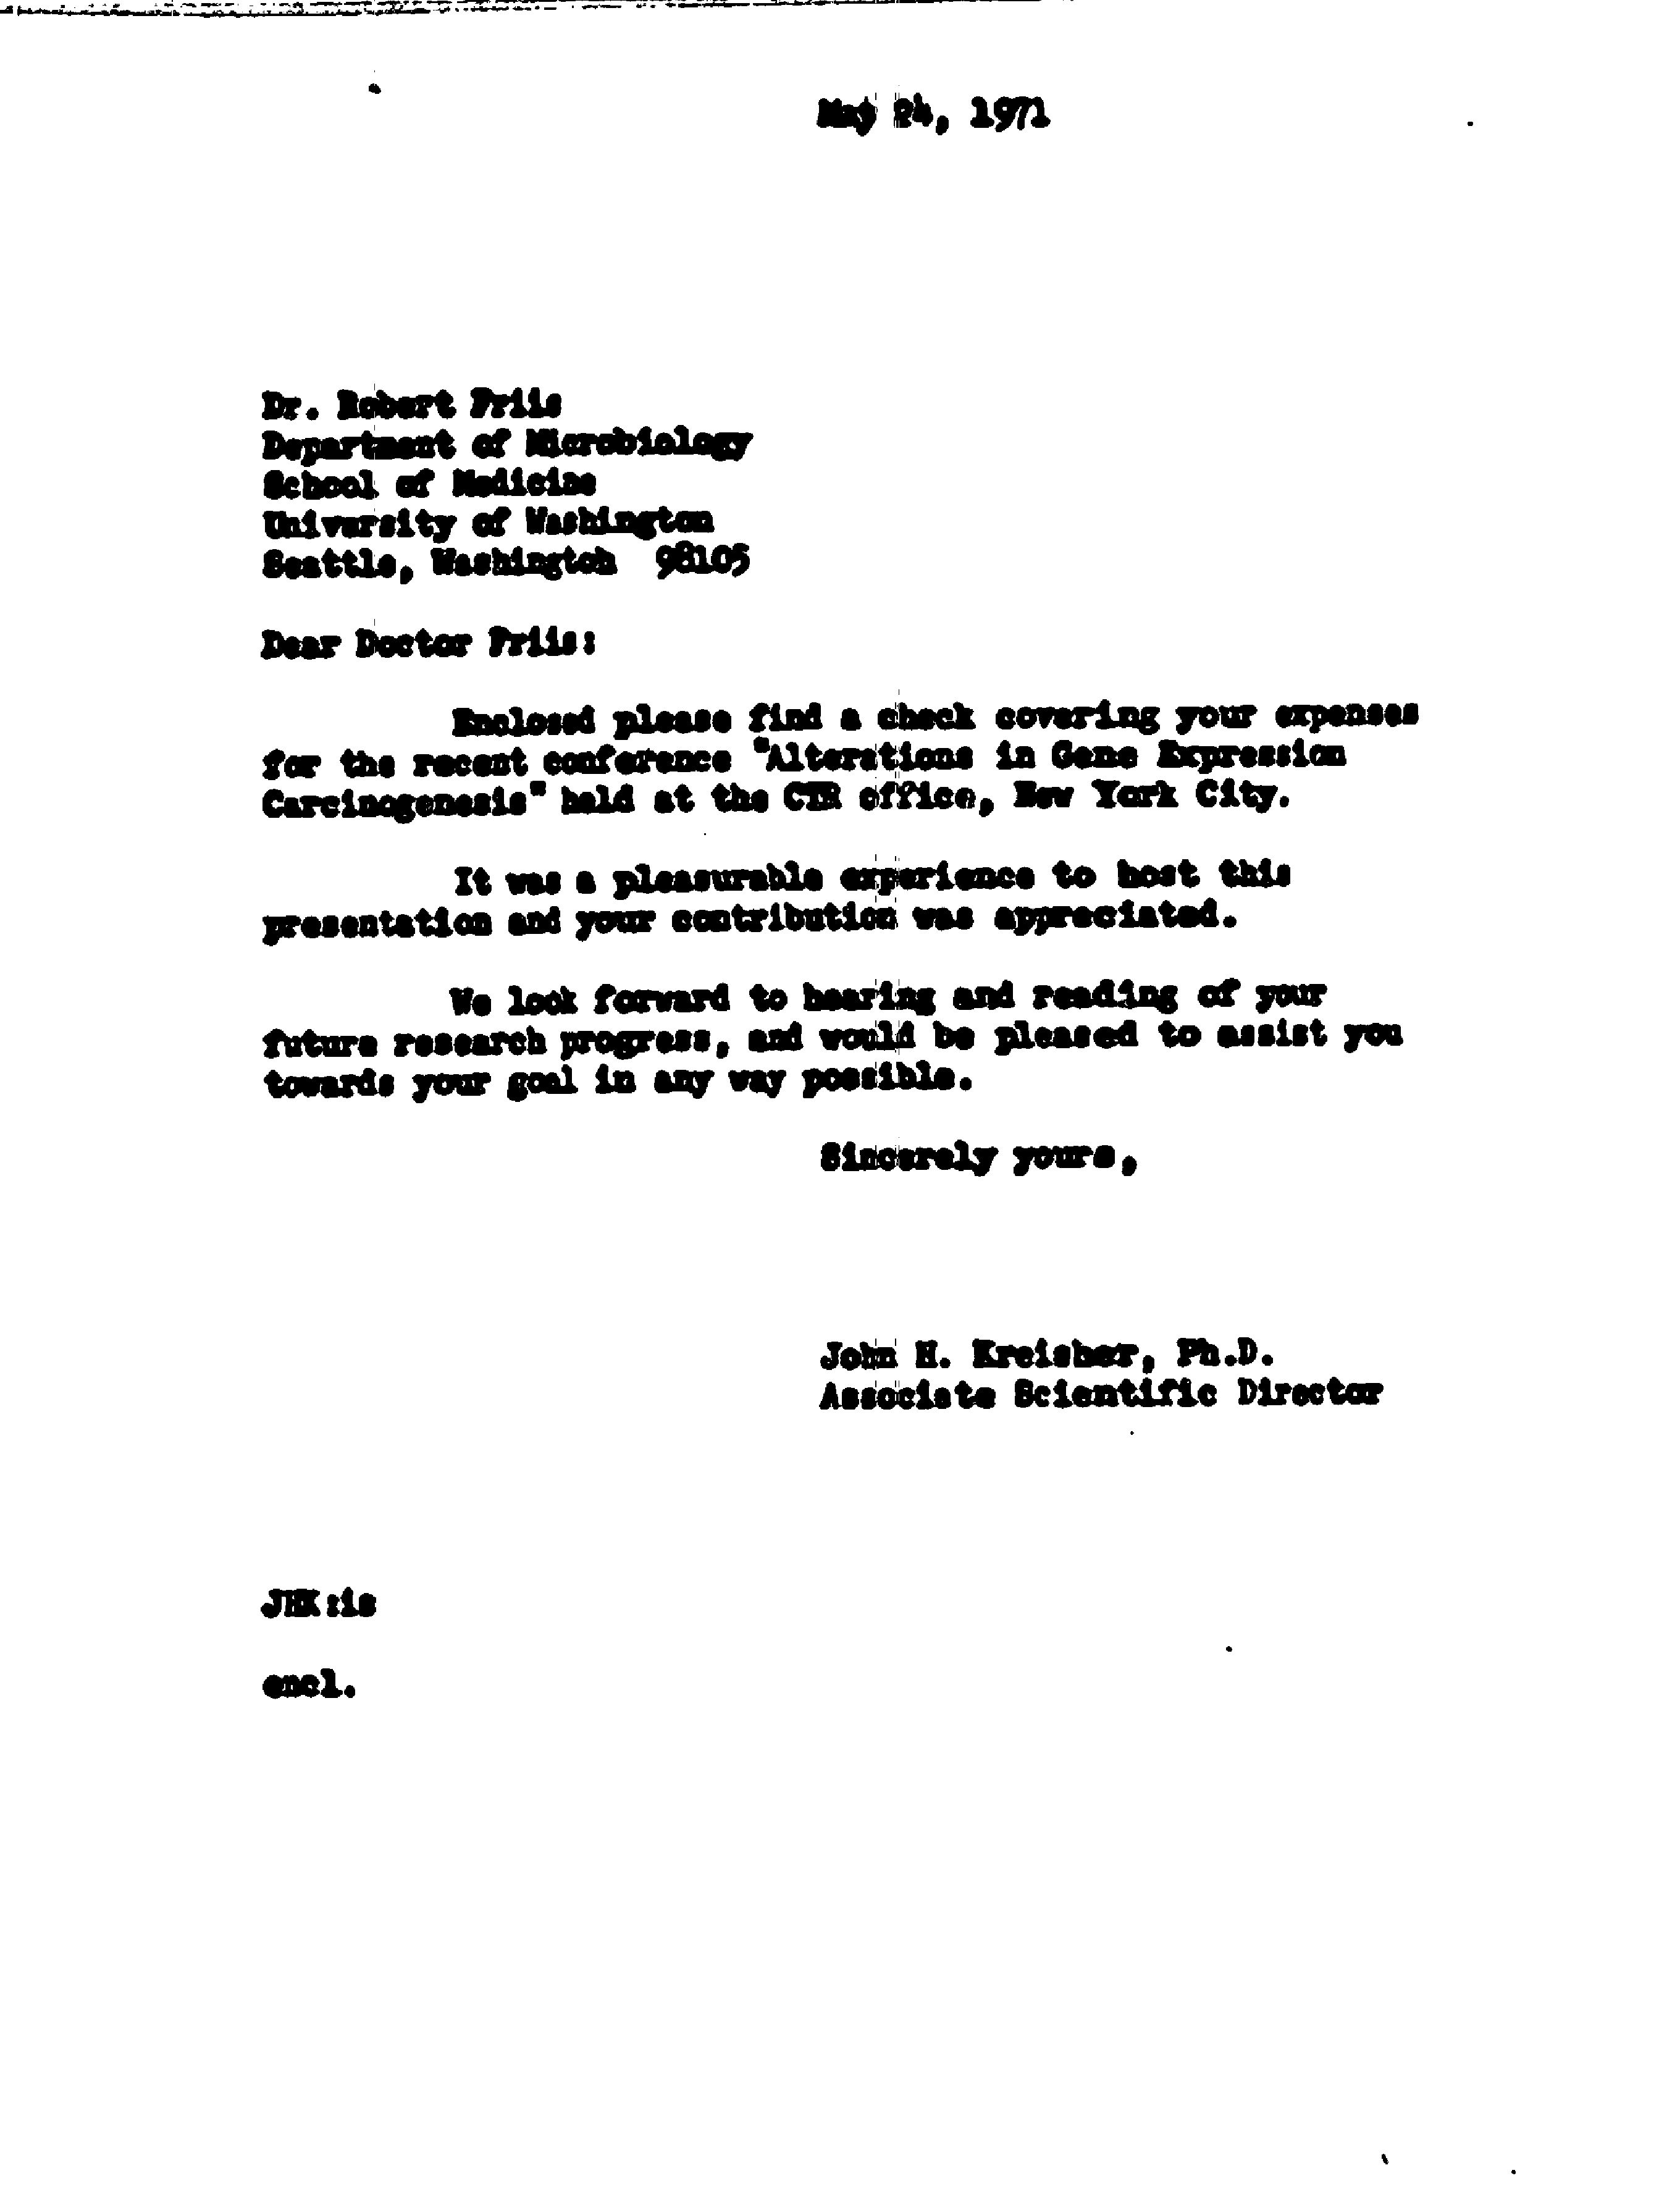 May 24, 1971
Dr. Robert Friis
Department of Microbiology
School of Medicine
University of Washington
Seattle, Washington 98105
Dear Doctor Friis:
Enclosed please find a check covering your expenses
for the recent conference "Alterations in Gene Expression
Carcinogenesis" held at the CTR office, New York City.
It was a pleasurable experience to host this
presentation and your contribution was appreciated.
We look forward to hearing and reading of your
future research progress, and would be pleased to assist you
towards your goal in any way possible.
Sincerely yours,
John H. Kreisher, Ph.D.
Associate Scientific Director
JHK:is
encl.